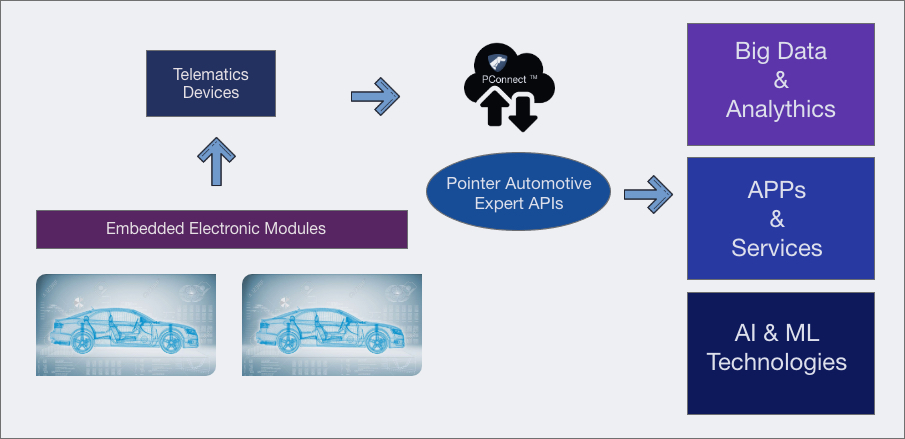 Telematics
Devices
PConnect ™
Big Data
&
Analythics
Pointer Automotive
Expert APIs
APPs
&
Services
Embedded Electronic Modules
AI & ML
Technologies